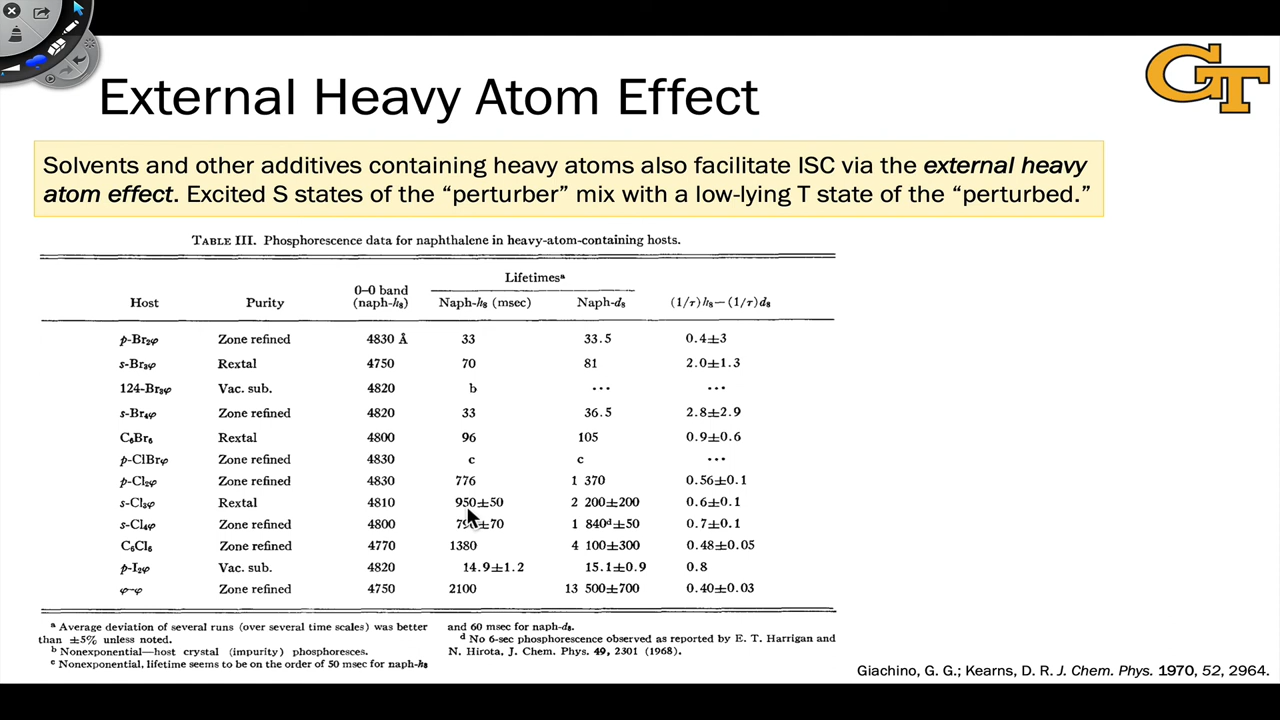 External Heavy Atom Effect
GT
Solvents and other additives containing heavy atoms also facilitate ISC via the external heavy
atom effect. Excited S states of the “perturber” mix with a low-lying T state of the “perturbed.”
TABLE III. Phosphorescence data for naphthalene in heavy-atom-containing hosts.
Lifetimesᵃ
0–0 band
Host Purity (naph-h₈) Naph-h₈ (msec) Naph-d₈ (1/τ)h₈−(1/τ)d₈
p-Br₂φ Zone refined 4830 Å 33 33.5 0.4±3
s-Br₃φ Rextal 4750 70 81 2.0±1.3
124-Br₃φ Vac. sub. 4820 b ... ...
s-Br₄φ Zone refined 4820 33 36.5 2.8±2.9
C₆Br₆ Rextal 4800 96 105 0.9±0.6
p-ClBrφ Zone refined 4830 c c ...
p-Cl₂φ Zone refined 4830 776 1 370 0.56±0.1
s-Cl₃φ Rextal 4810 950±50 2 200±200 0.6±0.1
s-Cl₄φ Zone refined 4800 ±70 1 840ᵈ±50 0.7±0.1
C₆Cl₆ Zone refined 4770 1380 4 100±300 0.48±0.05
p-I₂φ Vac. sub. 4820 14.9±1.2 15.1±0.9 0.8
φ–φ Zone refined 4750 2100 13 500±700 0.40±0.03
ᵃ Average deviation of several runs (over several time scales) was better
than ±5% unless noted.
ᵇ Nonexponential—host crystal (impurity) phosphoresces.
ᶜ Nonexponential, lifetime seems to be on the order of 50 msec for naph-h₈
and 60 msec for naph-d₈.
ᵈ No 6-sec phosphorescence observed as reported by E. T. Harrigan and
N. Hirota, J. Chem. Phys. 49, 2301 (1968).
Giachino, G. G.; Kearns, D. R. J. Chem. Phys. 1970, 52, 2964.